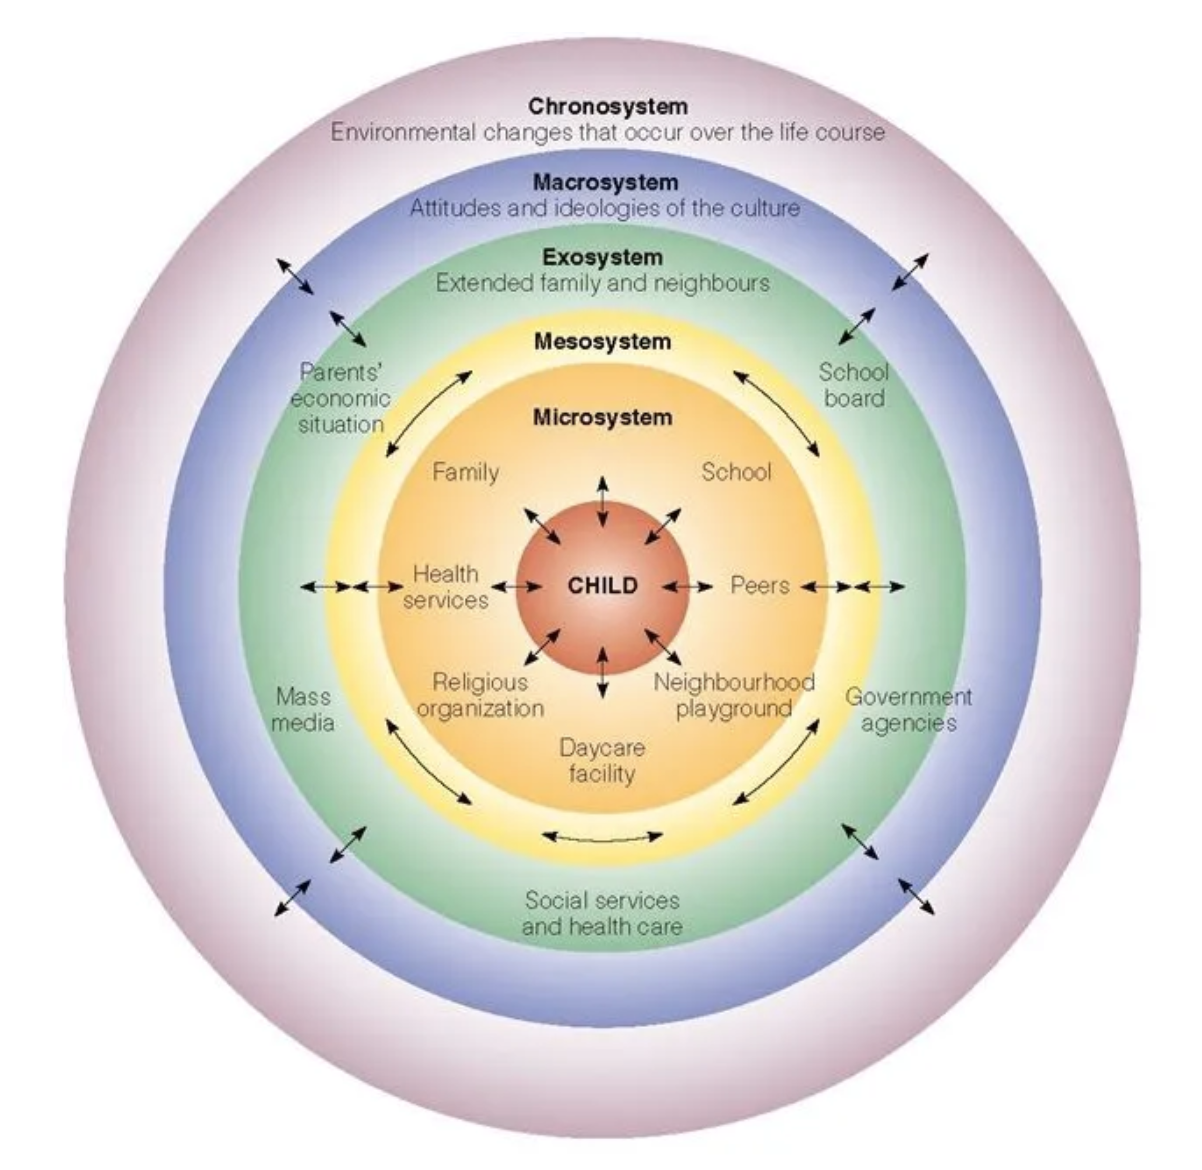 Chronosystem
Environmental changes that occur over the life course
Macrosystem
Attitudes and ideologies of the culture
Exosystem
Extended family and neighbours
Mesosystem
Parents’
economic
situation
School
board
Microsystem
Family
School
Health
services
CHILD
Peers
Religious
organization
Neighbourhood
playground
Mass
media
Government
agencies
Daycare
facility
Social services
and health care